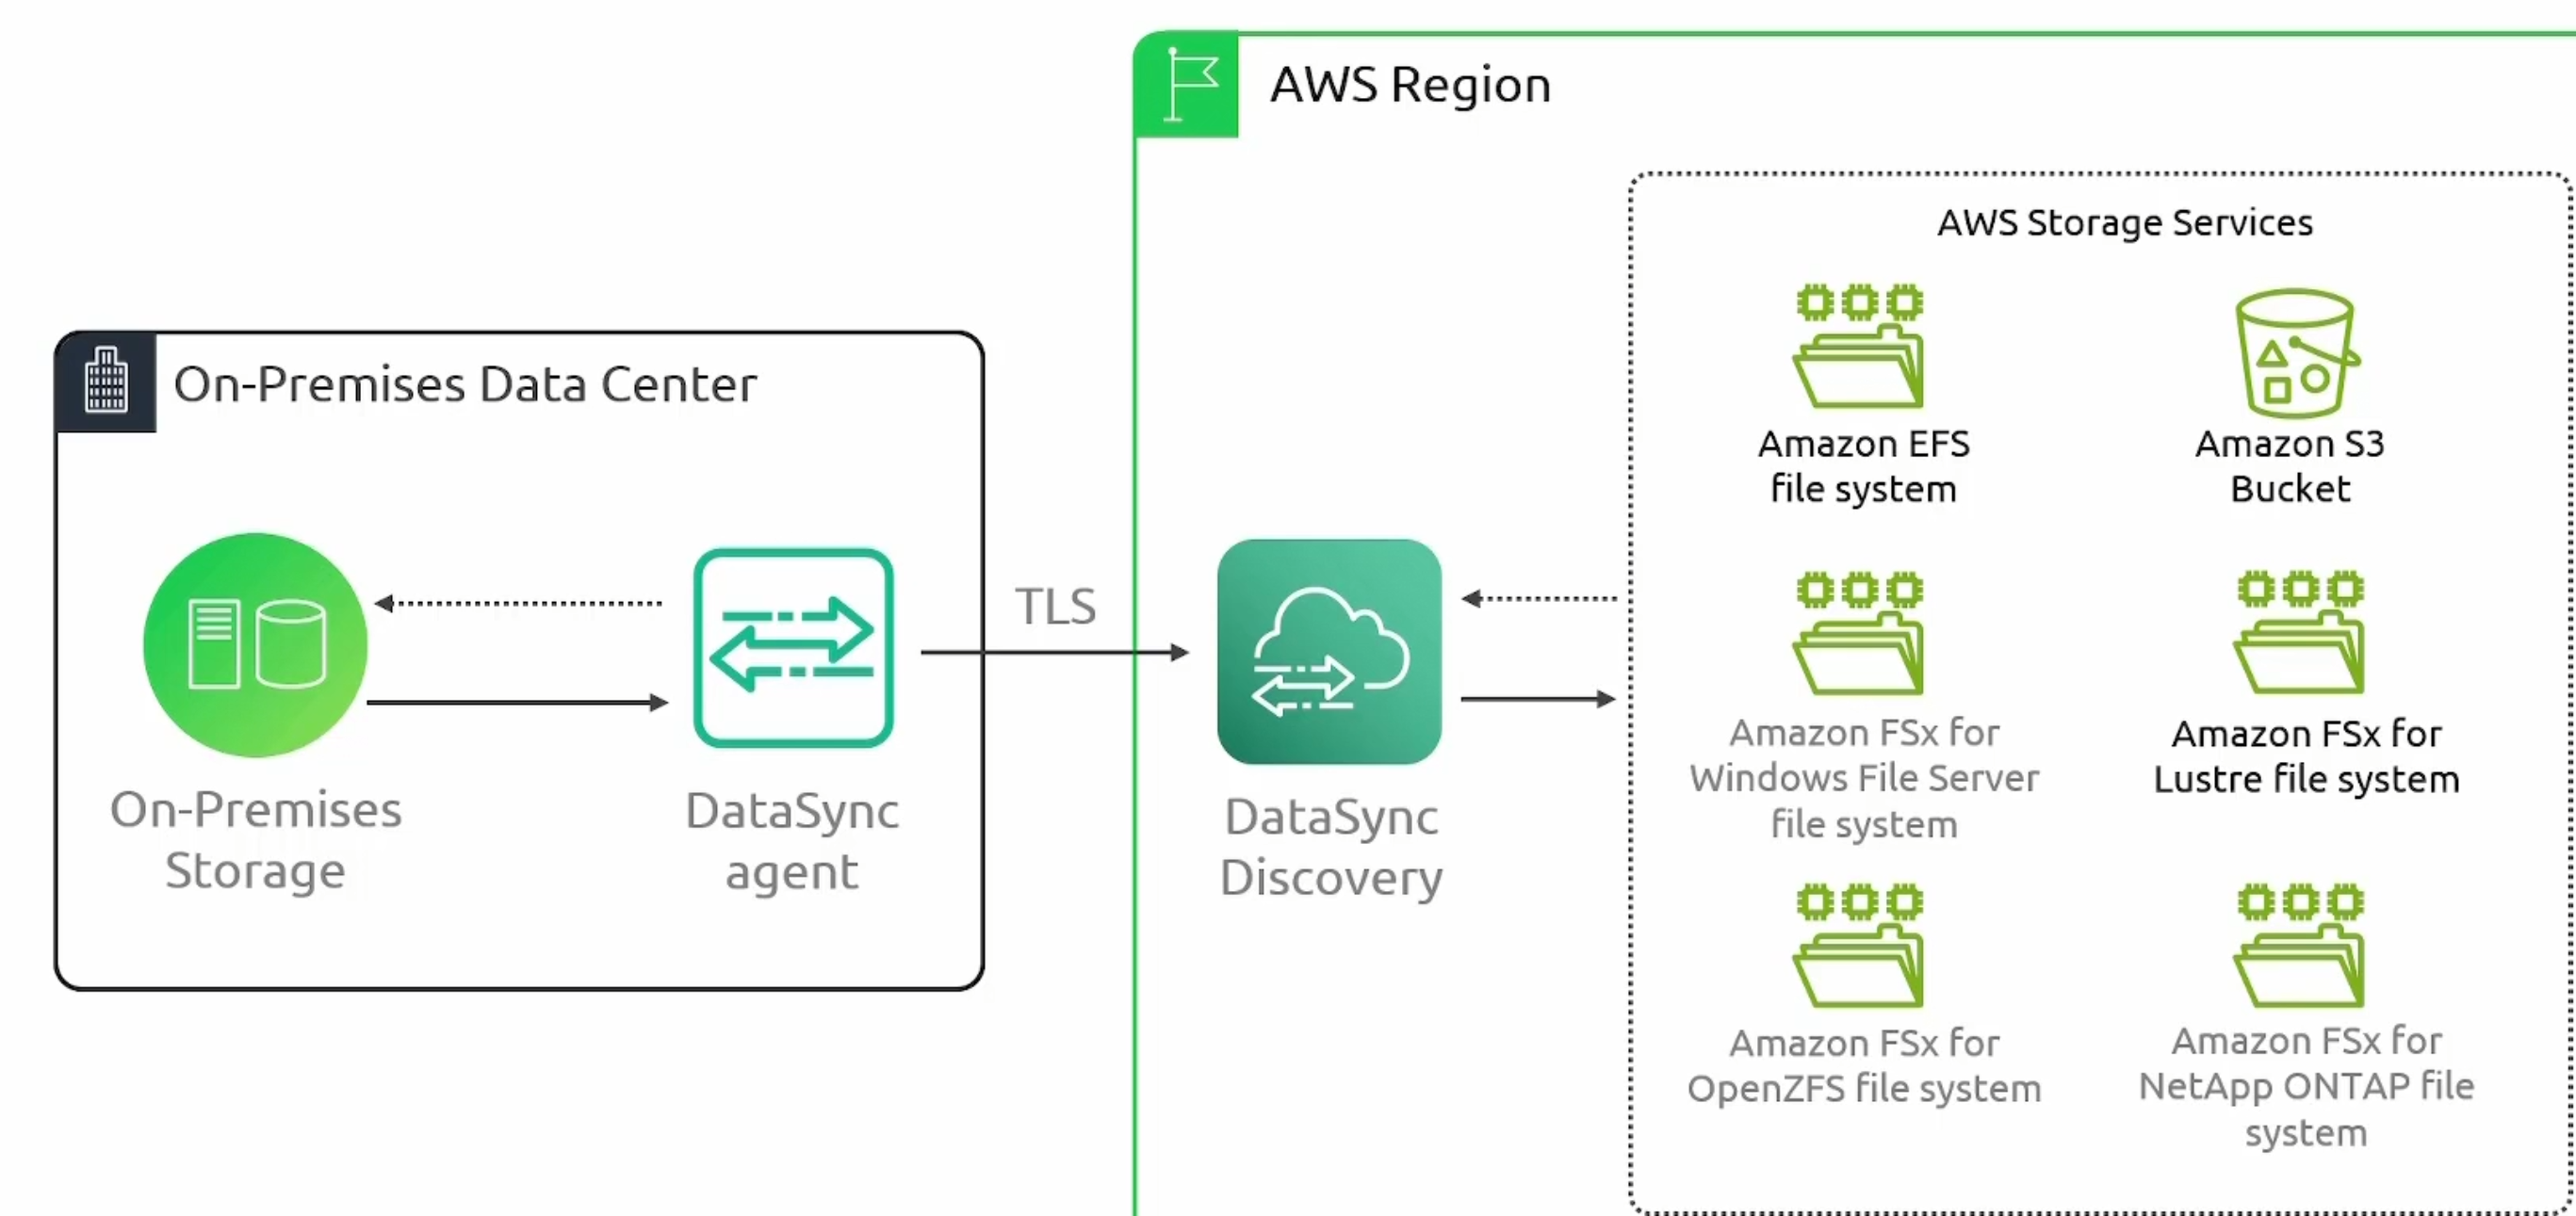 AWS Region
AWS Storage Services
Amazon EFS
file system
Amazon S3
Bucket
On-Premises Data Center
TLS
On-Premises
Storage
DataSync
agent
DataSync
Discovery
Amazon FSx for
Windows File Server
file system
Amazon FSx for
Lustre file system
Amazon FSx for
OpenZFS file system
Amazon FSx for
NetApp ONTAP file
system